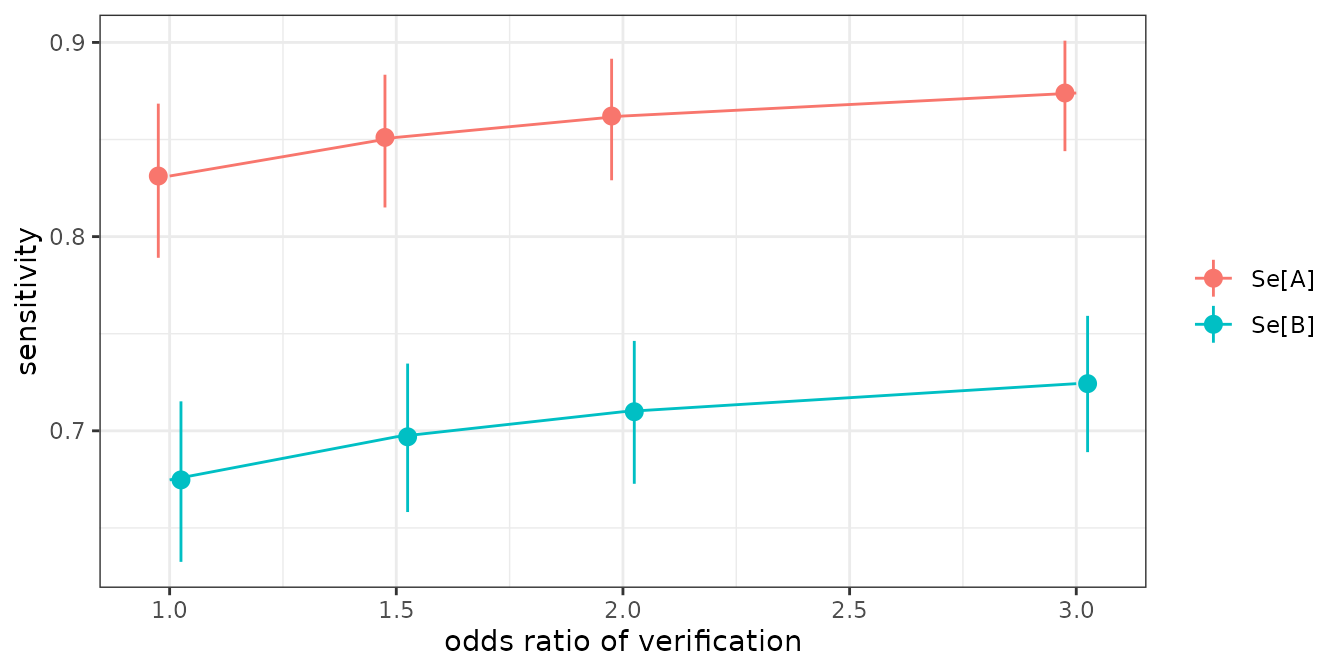 0.9
0.8
0.7
sensitivity
1.0 1.5 2.0 2.5 3.0
odds ratio of verification
Se[A]
Se[B]